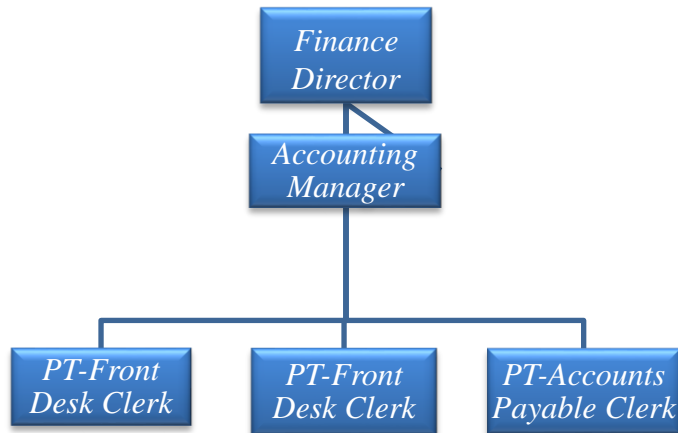 Finance
Director
Accounting
Manager
PT-Front
Desk Clerk
PT-Front
Desk Clerk
PT-Accounts
Payable Clerk